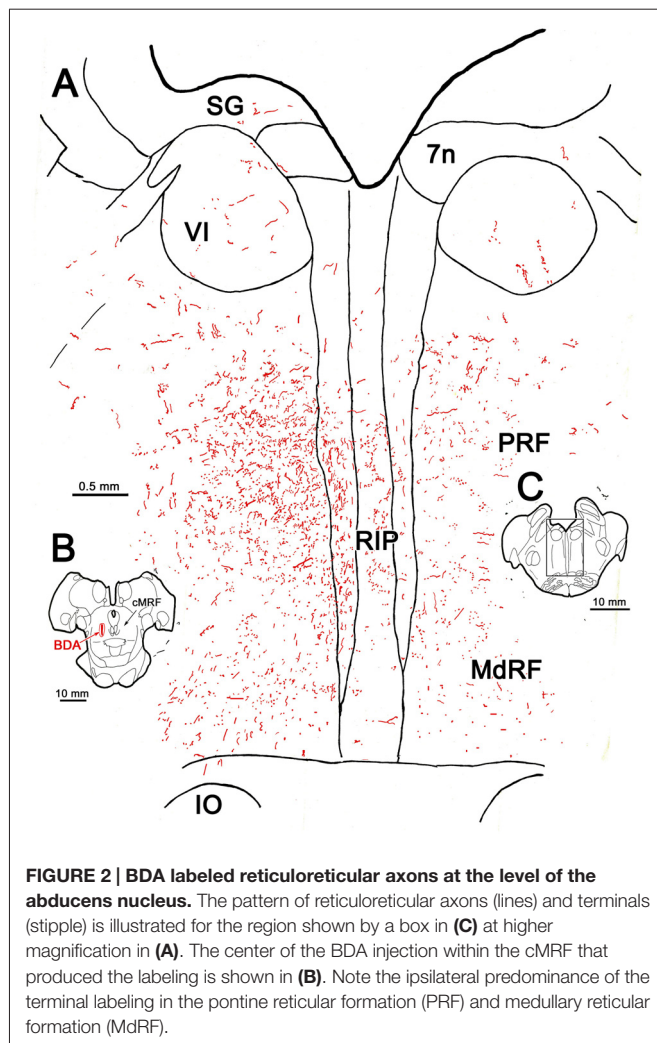 A
SG
7n
VI
PRF
0.5 mm
C
B
RIP
cMRF
BDA
10 mm
10 mm
MdRF
IO
FIGURE 2 | BDA labeled reticuloreticular axons at the level of the
abducens nucleus. The pattern of reticuloreticular axons (lines) and terminals
(stipple) is illustrated for the region shown by a box in (C) at higher
magnification in (A). The center of the BDA injection within the cMRF that
produced the labeling is shown in (B). Note the ipsilateral predominance of the
terminal labeling in the pontine reticular formation (PRF) and medullary reticular
formation (MdRF).